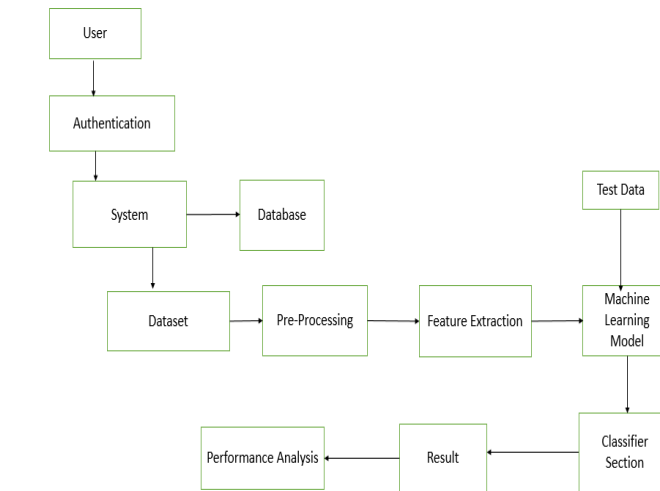 User
Authentication
System
Database
Test Data
Dataset
Pre-Processing
Feature Extraction
Machine
Learning
Model
Performance Analysis
Result
Classifier
Section